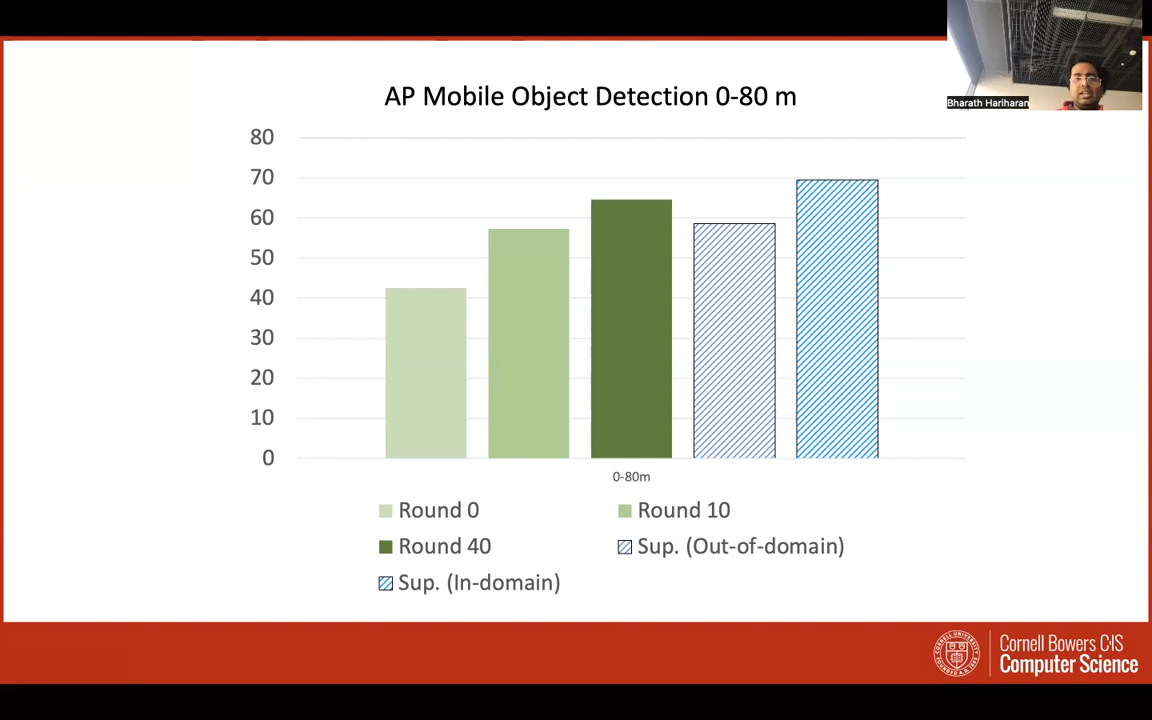 AP Mobile Object Detection 0-80 m
Bharath Hariharan
80
70
60
50
40
30
20
10
0
0-80m
Round 0
Round 10
Round 40
Sup. (Out-of-domain)
Sup. (In-domain)
Cornell Bowers CIS
Computer Science